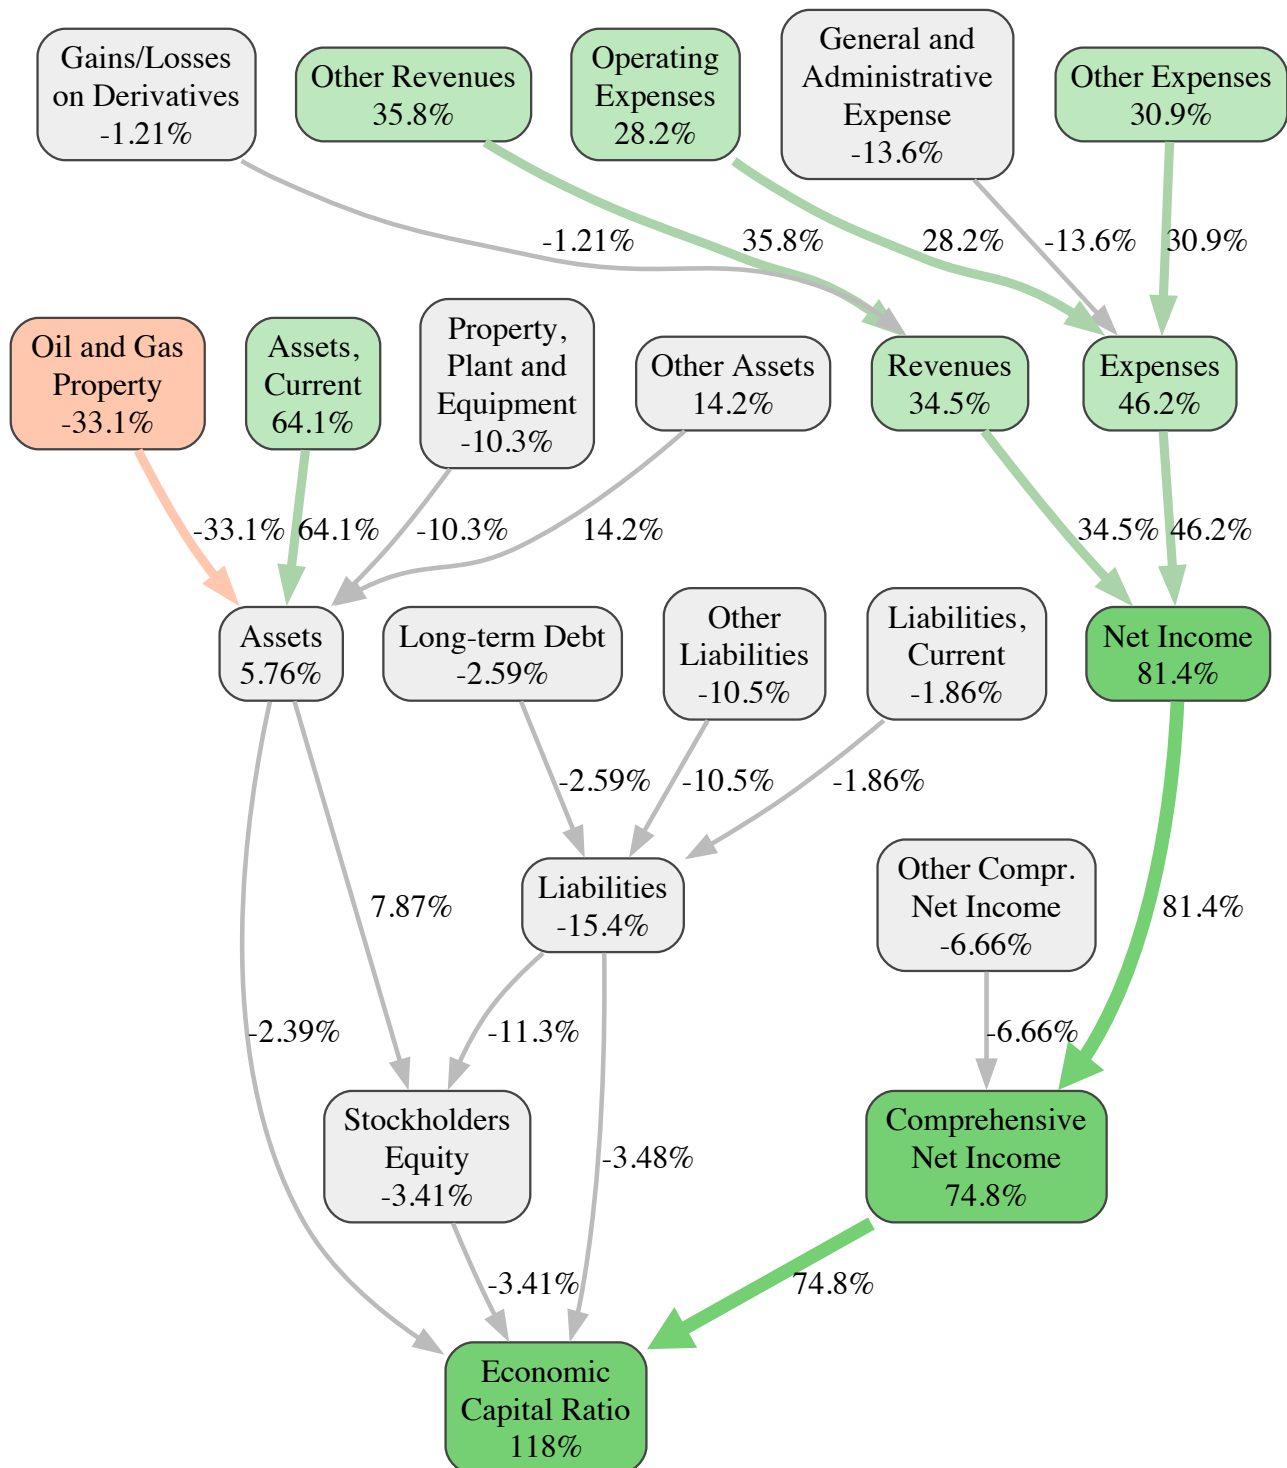 Gains/Losses
on Derivatives
-1.21%
Other Revenues
35.8%
Operating
Expenses
28.2%
General and
Administrative
Expense
-13.6%
Other Expenses
30.9%
-1.21%
35.8%
28.2%
-13.6%
30.9%
Oil and Gas
Property
-33.1%
Assets,
Current
64.1%
Property,
Plant and
Equipment
-10.3%
Other Assets
14.2%
Revenues
34.5%
Expenses
46.2%
-33.1%
64.1%
-10.3%
14.2%
34.5%
46.2%
Assets
5.76%
Long-term Debt
-2.59%
Other
Liabilities
-10.5%
Liabilities,
Current
-1.86%
Net Income
81.4%
-2.59%
-10.5%
-1.86%
7.87%
Liabilities
-15.4%
Other Compr.
Net Income
-6.66%
81.4%
-2.39%
-11.3%
-6.66%
Stockholders
Equity
-3.41%
-3.48%
Comprehensive
Net Income
74.8%
-3.41%
74.8%
Economic
Capital Ratio
118%